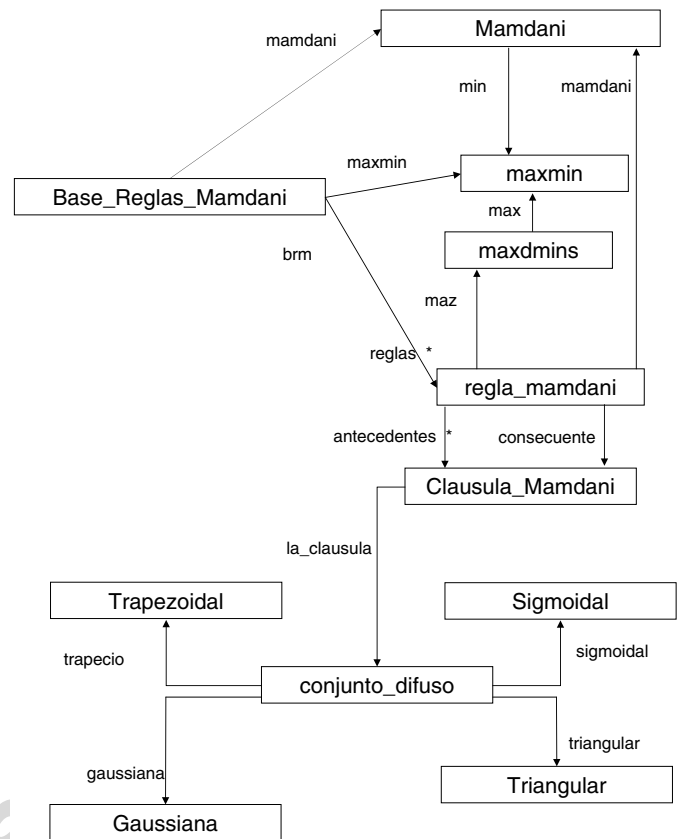 Mamdani
mamdani
min
mamdani
maxmin
maxmin
Base_Reglas_Mamdani
max
maxdmins
brm
maz
reglas *
regla_mamdani
antecedentes *
consecuente
Clausula_Mamdani
la_clausula
Trapezoidal
Sigmoidal
trapecio
sigmoidal
conjunto_difuso
triangular
gaussiana
Triangular
Gaussiana